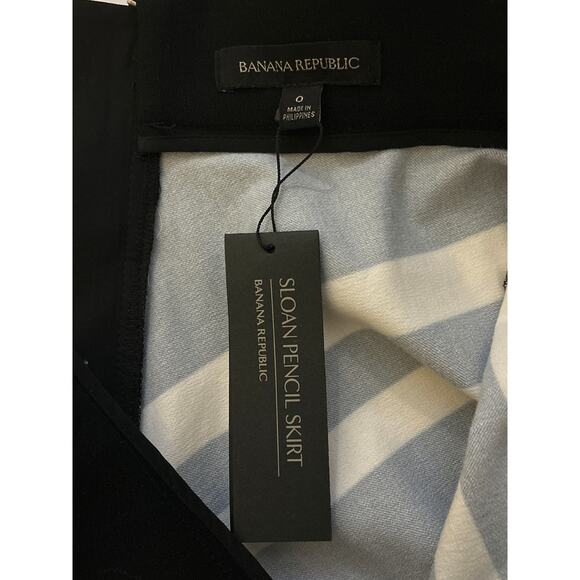 BANANA REPUBLIC
0
MADE IN
PHILIPPINES
SLOAN PENCIL SKIRT
BANANA REPUBLIC